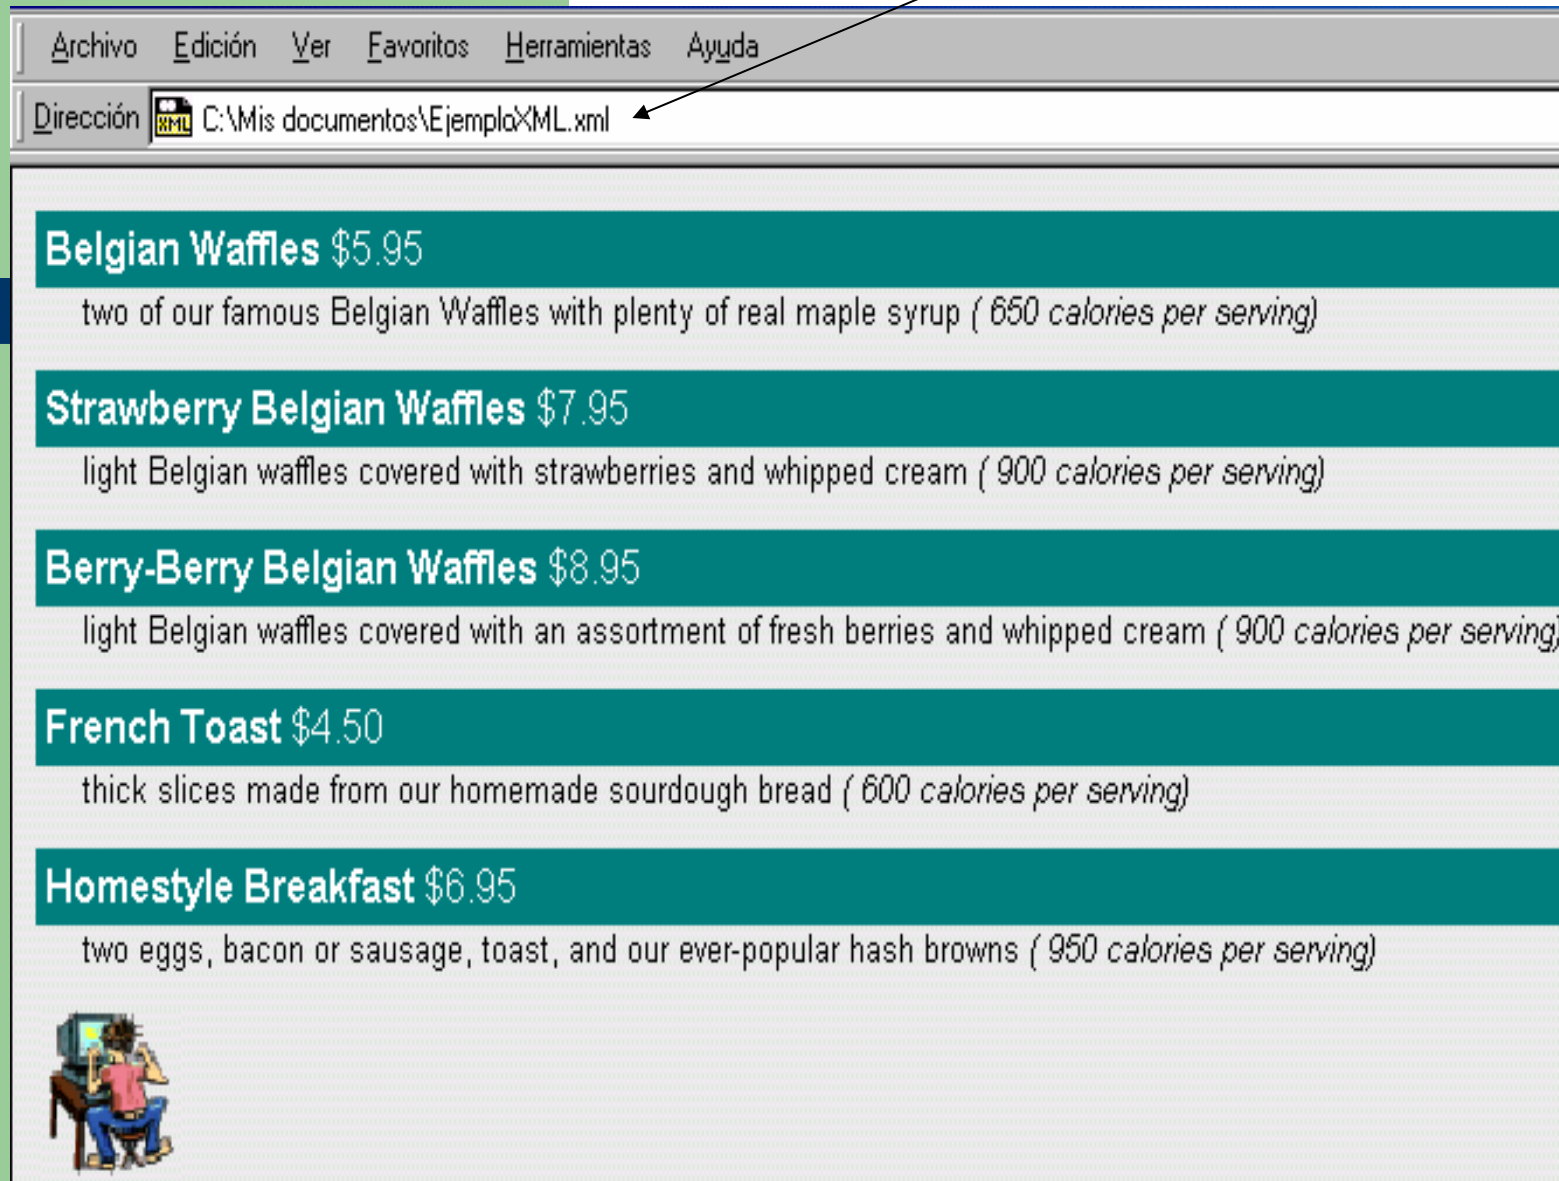 Archivo Edición Ver Favoritos Herramientas Ayuda
Dirección XML C:\Mis documentos\EjemploXML.xml
Belgian Waffles $5.95
two of our famous Belgian Waffles with plenty of real maple syrup ( 650 calories per serving)
Strawberry Belgian Waffles $7.95
light Belgian waffles covered with strawberries and whipped cream ( 900 calories per serving)
Berry-Berry Belgian Waffles $8.95
light Belgian waffles covered with an assortment of fresh berries and whipped cream ( 900 calories per serving)
French Toast $4.50
thick slices made from our homemade sourdough bread ( 600 calories per serving)
Homestyle Breakfast $6.95
two eggs, bacon or sausage, toast, and our ever-popular hash browns ( 950 calories per serving)